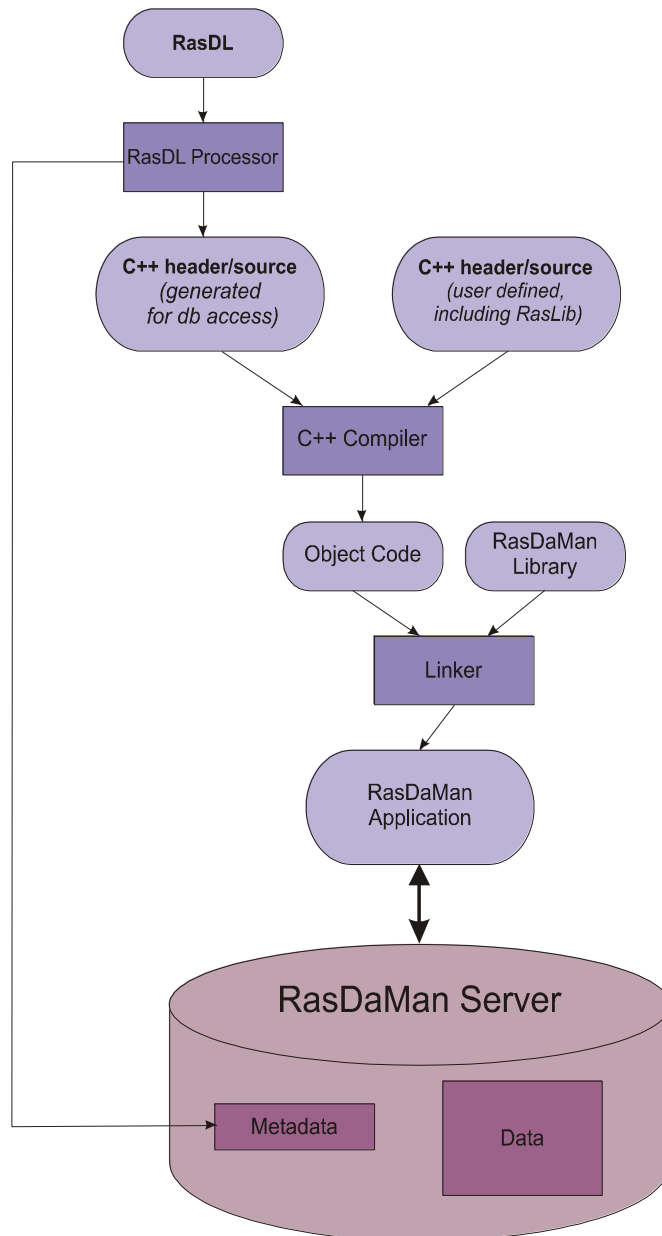 RasDL
RasDL Processor
C++ header/source
(generated
for db access)
C++ header/source
(user defined,
including RasLib)
C++ Compiler
Object Code
RasDaMan
Library
Linker
RasDaMan
Application
RasDaMan Server
Metadata
Data